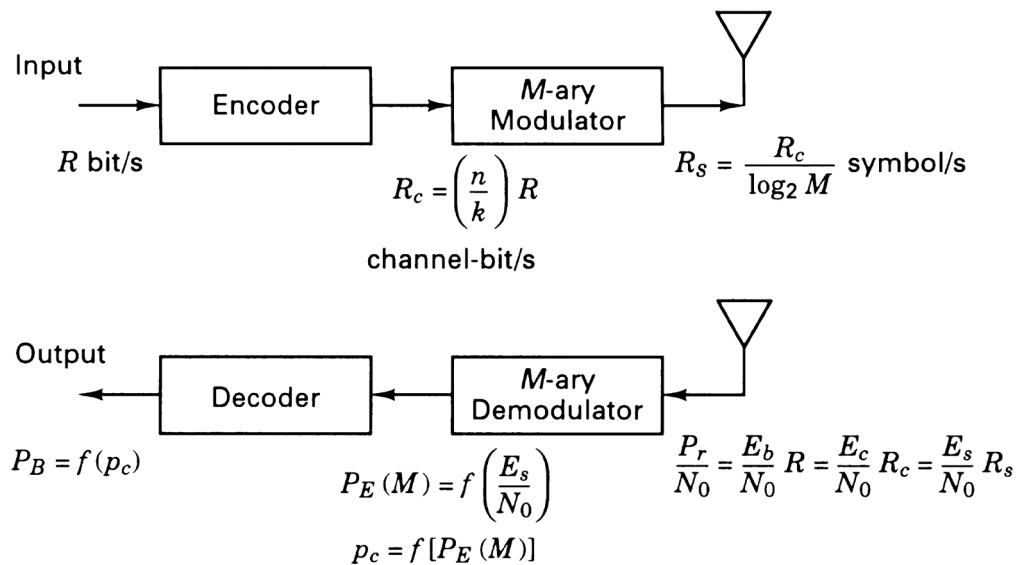 Input
Encoder
M-ary
Modulator
R bit/s
R_c = (n/k) R
channel-bit/s
R_s = R_c / log₂ M symbol/s
Output
Decoder
M-ary
Demodulator
P_B = f(p_c)
P_E (M) = f(E_s/N_0)
p_c = f[P_E (M)]
P_r/N_0 = E_b/N_0 R = E_c/N_0 R_c = E_s/N_0 R_s